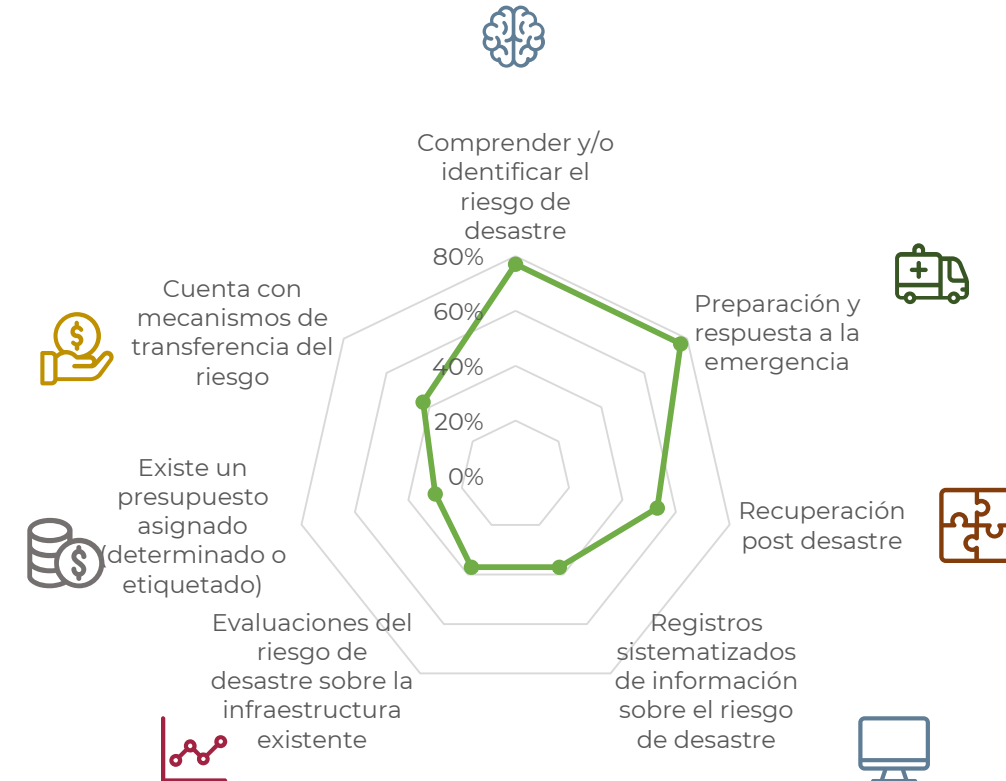 Comprender y/o
identificar el
riesgo de
desastre
80%
60%
40%
20%
0%
Preparación y
respuesta a la
emergencia
Recuperación
post desastre
Registros
sistematizados
de información
sobre el riesgo
de desastre
Evaluaciones del
riesgo de
desastre sobre la
infraestructura
existente
Existe un
presupuesto
asignado
(determinado o
etiquetado)
Cuenta con
mecanismos de
transferencia del
riesgo